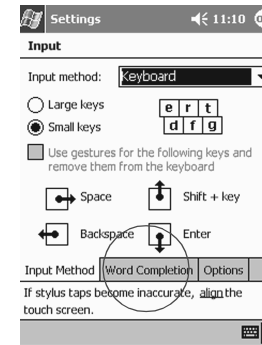 Settings 11:10
Input
Input method: Keyboard
Large keys
Small keys
e r t
d f g
Use gestures for the following keys and
remove them from the keyboard
Space Shift + key
Backspace Enter
Input Method Word Completion Options
If stylus taps become inaccurate, align the
touch screen.